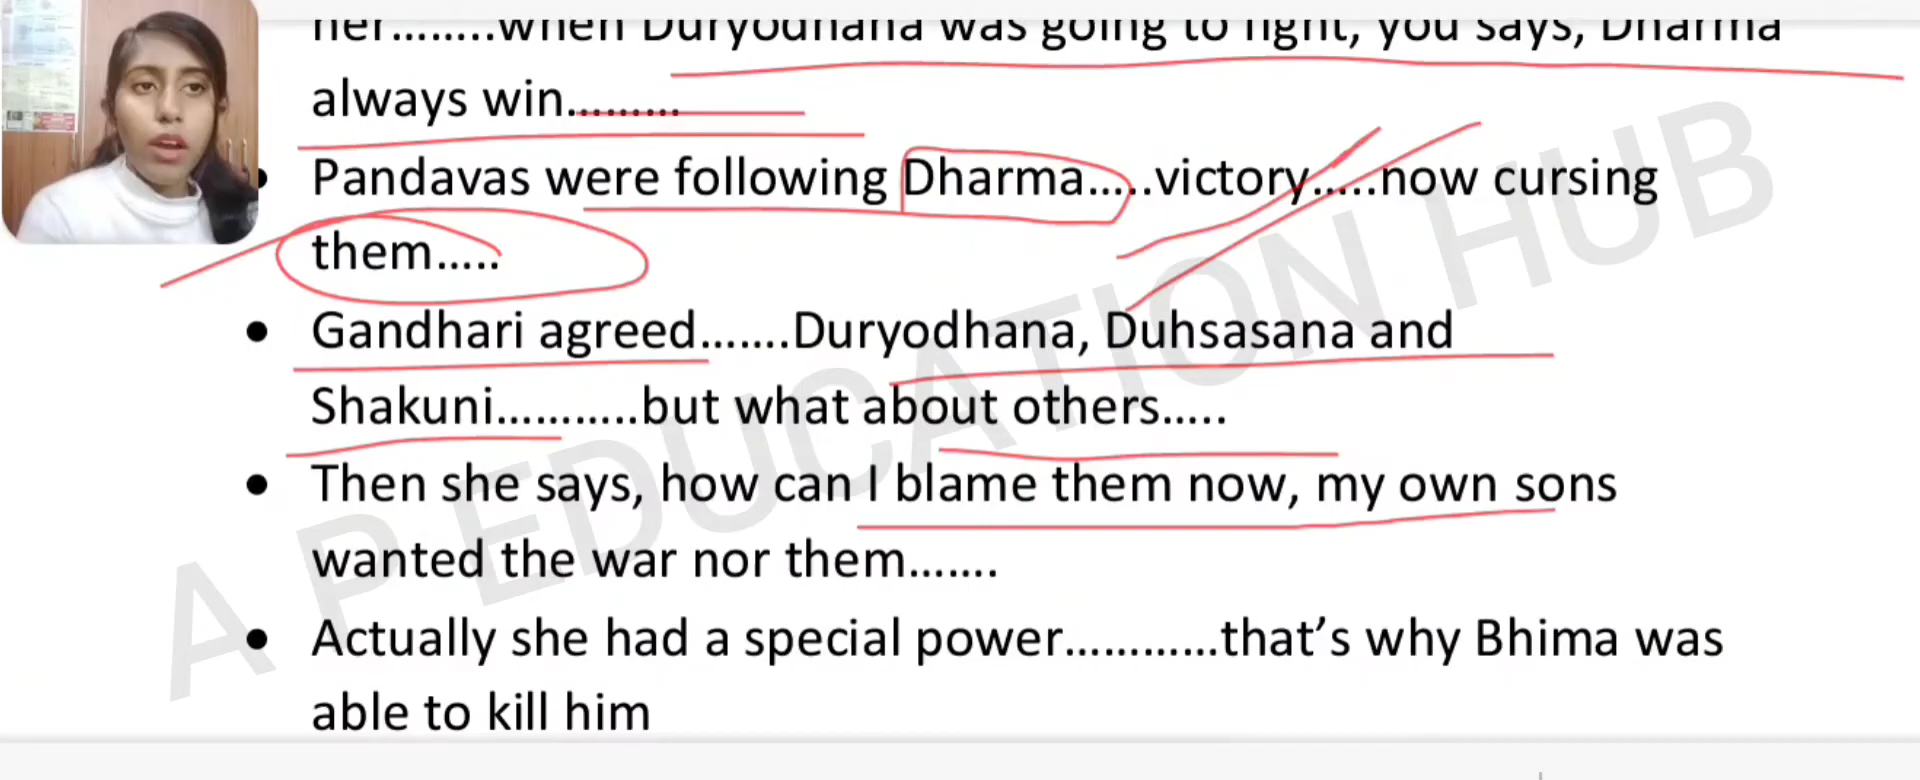 her........when Duryodhana was going to fight, you says, Dharma
always win.........
Pandavas were following Dharma.....victory.....now cursing
them.....
Gandhari agreed.......Duryodhana, Duhsasana and
Shakuni...........but what about others.....
Then she says, how can I blame them now, my own sons
wanted the war nor them.......
Actually she had a special power............that's why Bhima was
able to kill him
A P EDUCATION HUB